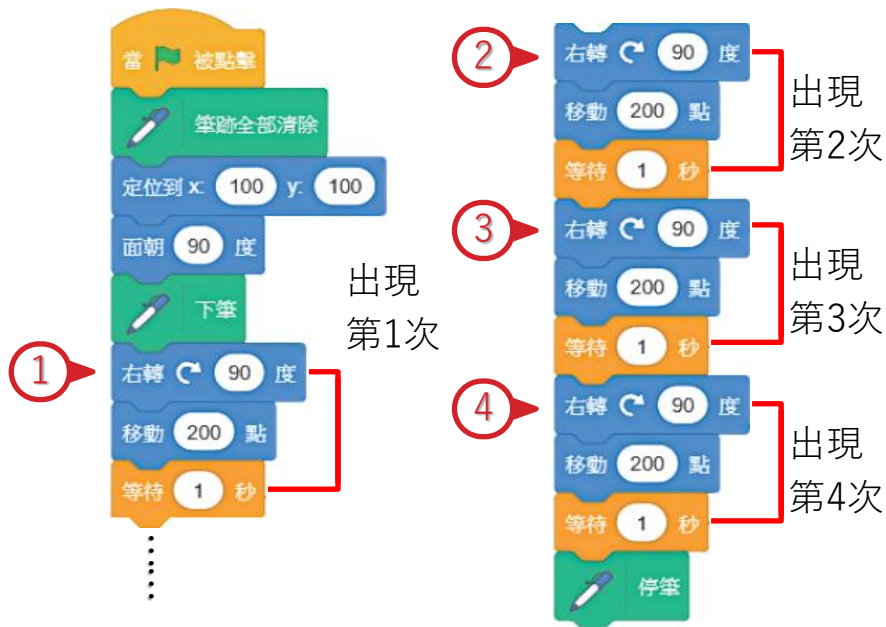 當 被點擊
筆跡全部清除
定位到 x: 100 y: 100
面朝 90 度
下筆
出現
第1次
1
右轉 90 度
移動 200 點
等待 1 秒
2
右轉 90 度
移動 200 點
等待 1 秒
出現
第2次
3
右轉 90 度
移動 200 點
等待 1 秒
出現
第3次
4
右轉 90 度
移動 200 點
等待 1 秒
出現
第4次
停筆